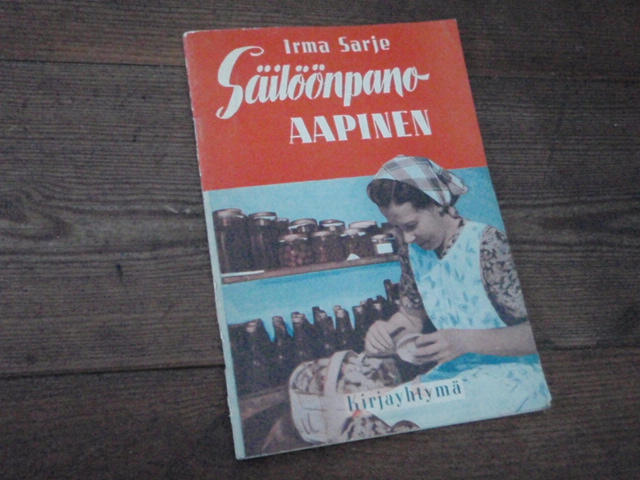 Irma Sarje
Säilöönpano
AAPINEN
Kirjayhtymä